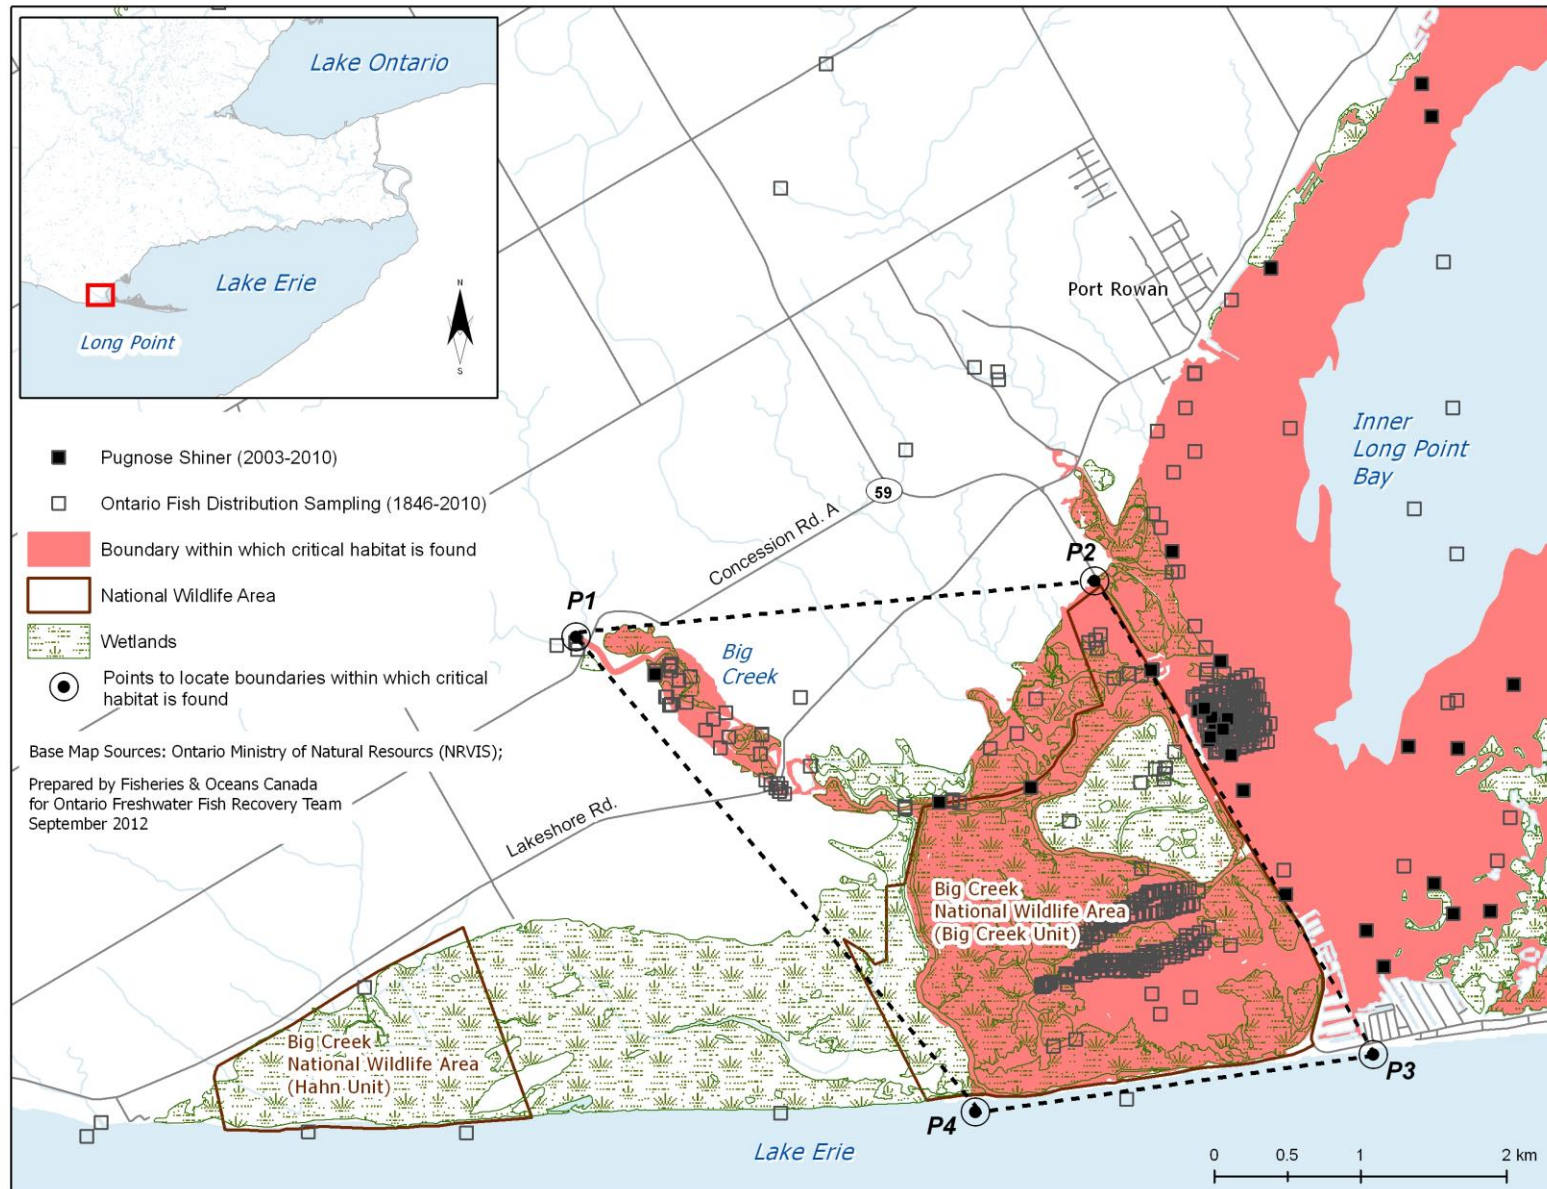 Lake Ontario
Lake Erie
Long Point
N
S
Pugnose Shiner (2003-2010)
Ontario Fish Distribution Sampling (1846-2010)
Boundary within which critical habitat is found
National Wildlife Area
Wetlands
Points to locate boundaries within which critical
habitat is found
Base Map Sources: Ontario Ministry of Natural Resourcs (NRVIS);
Prepared by Fisheries & Oceans Canada
for Ontario Freshwater Fish Recovery Team
September 2012
Port Rowan
Inner
Long Point
Bay
59
Concession Rd. A
P2
P1
Big
Creek
Lakeshore Rd.
Big Creek
National Wildlife Area
(Big Creek Unit)
Big Creek
National Wildlife Area
(Hahn Unit)
P3
P4
Lake Erie
0 0.5 1 2 km